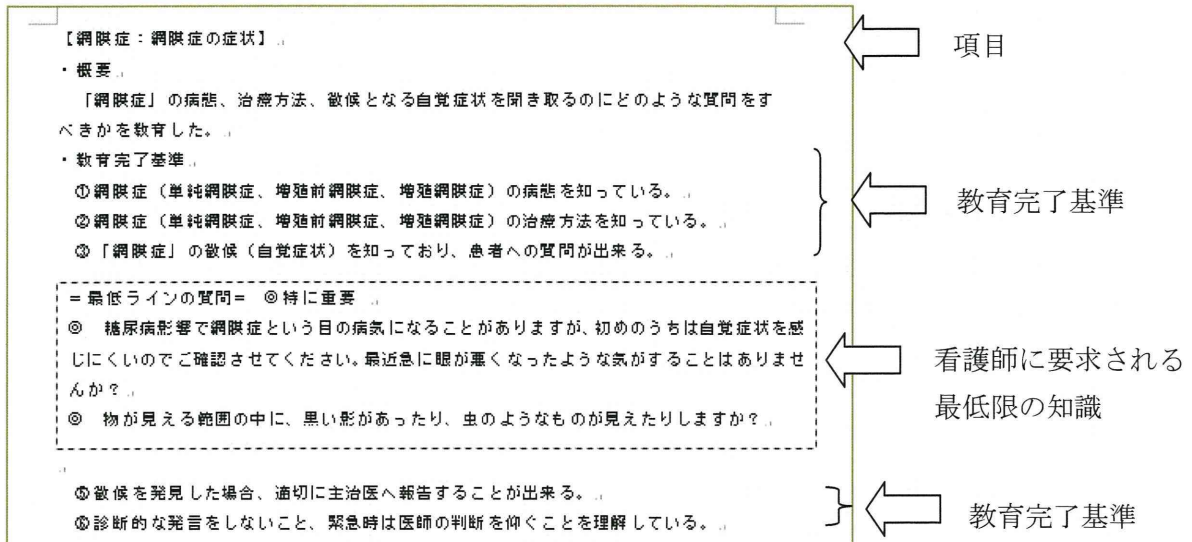 【網膜症：網膜症の症状】
項目
・概要
「網膜症」の病態、治療方法、徴候となる自覚症状を聞き取るのにどのような質問をす
べきかを教育した。
・教育完了基準
①網膜症（単純網膜症、増殖前網膜症、増殖網膜症）の病態を知っている。
②網膜症（単純網膜症、増殖前網膜症、増殖網膜症）の治療方法を知っている。
③「網膜症」の徴候（自覚症状）を知っており、患者への質問が出来る。
教育完了基準
＝最低ラインの質問＝　◎特に重要
◎　糖尿病影響で網膜症という目の病気になることがありますが、初めのうちは自覚症状を感
じにくいのでご確認させてください。最近急に眼が悪くなったような気がすることはありませ
んか？
◎　物が見える範囲の中に、黒い影があったり、虫のようなものが見えたりしますか？
看護師に要求される
最低限の知識
⑤徴候を発見した場合、適切に主治医へ報告することが出来る。
⑥診断的な発言をしないこと、緊急時は医師の判断を仰ぐことを理解している。
教育完了基準